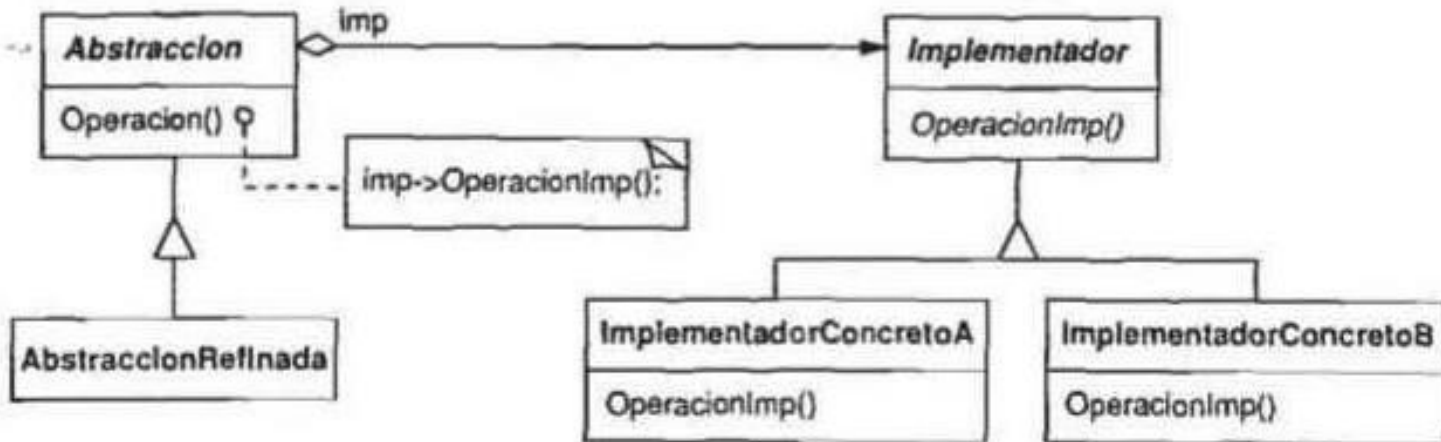 imp
Abstraccion
Operacion()
imp->OperacionImp();
Implementador
OperacionImp()
AbstraccionRefinada
ImplementadorConcretoA
OperacionImp()
ImplementadorConcretoB
OperacionImp()